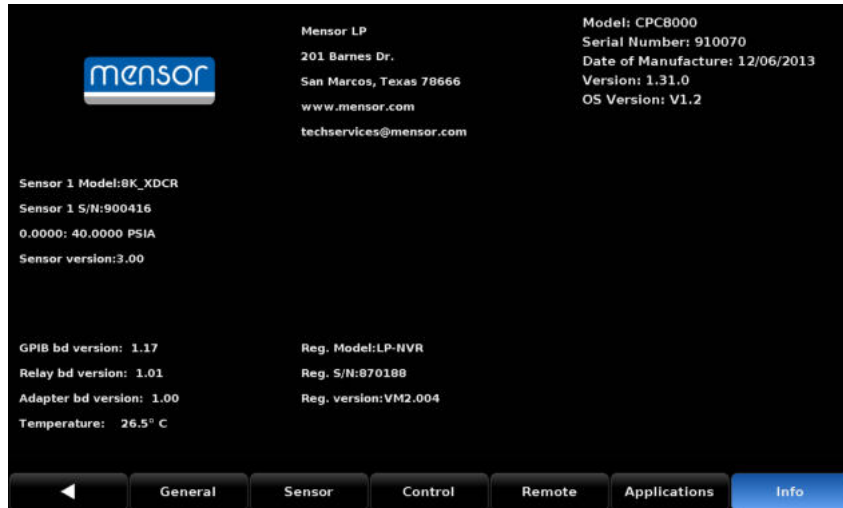 mensor
Mensor LP
201 Barnes Dr.
San Marcos, Texas 78666
www.mensor.com
techservices@mensor.com
Model: CPC8000
Serial Number: 910070
Date of Manufacture: 12/06/2013
Version: 1.31.0
OS Version: V1.2
Sensor 1 Model:8K_XDCR
Sensor 1 S/N:900416
0.0000: 40.0000 PSIA
Sensor version:3.00
GPIB bd version: 1.17
Relay bd version: 1.01
Adapter bd version: 1.00
Temperature: 26.5° C
Reg. Model:LP-NVR
Reg. S/N:870188
Reg. version:VM2.004
General Sensor Control Remote Applications Info